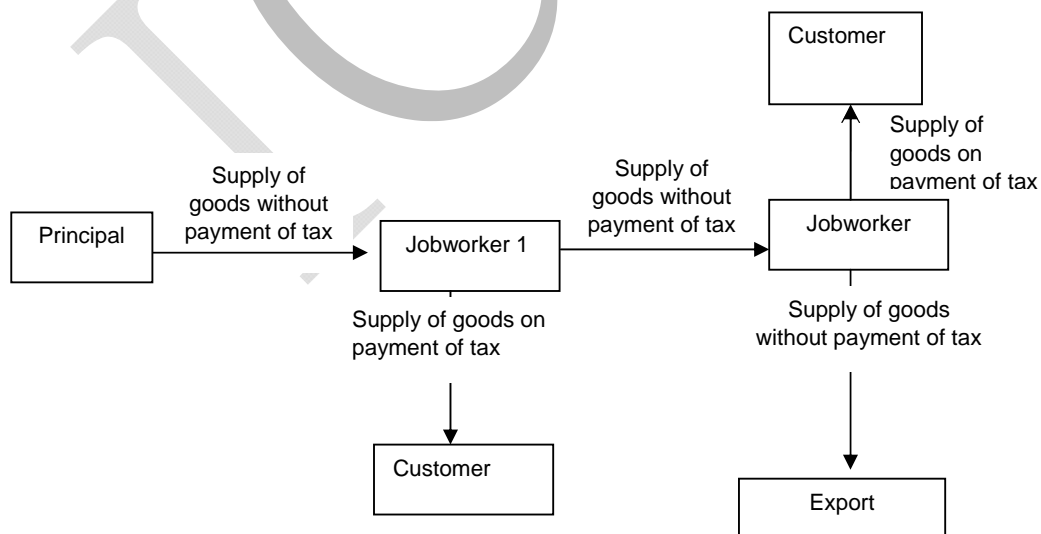 Customer
Supply of
goods on
payment of tax
Supply of
goods without
payment of tax
Supply of
goods without
payment of tax
Principal
Jobworker 1
Jobworker
Supply of goods on
payment of tax
Supply of goods
without payment of tax
Customer
Export